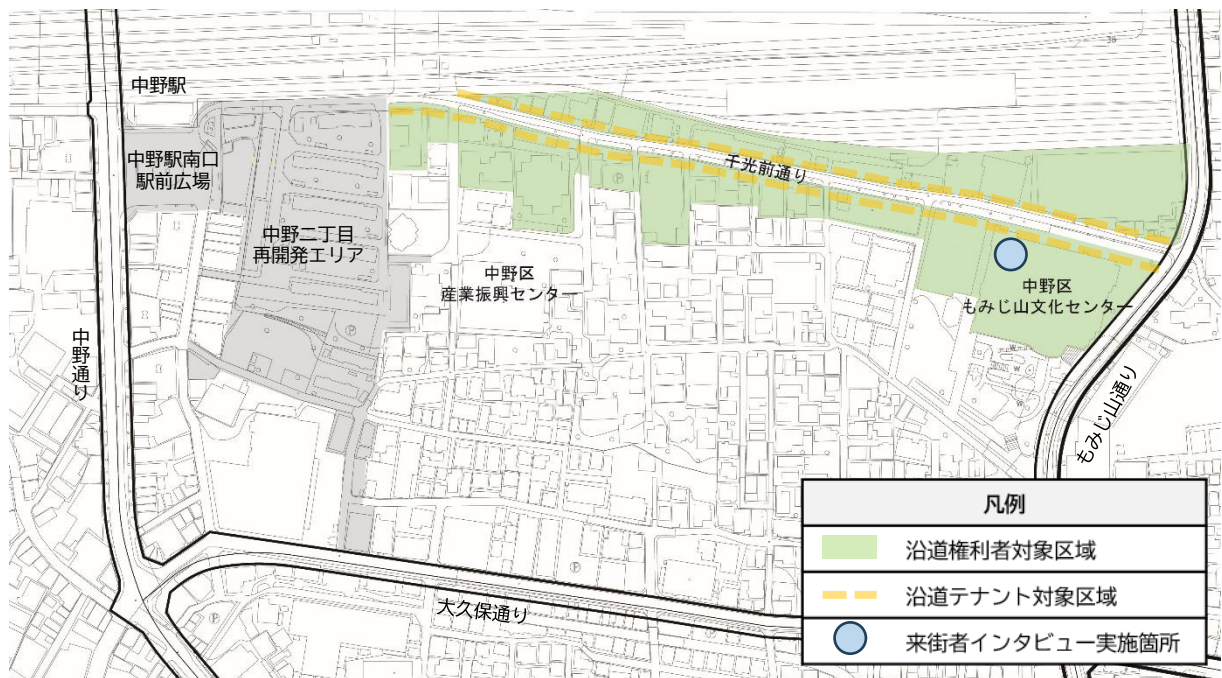 中野駅
中野駅南口
駅前広場
中野二丁目
再開発エリア
中野区
産業振興センター
千光前通り
中野区
もみじ山文化センター
中野通り
もみじ山通り
大久保通り
凡例
沿道権利者対象区域
沿道テナント対象区域
来街者インタビュー実施箇所